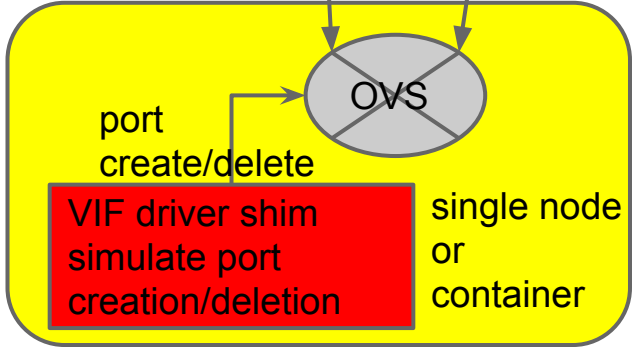 OVS
port
create/delete
VIF driver shim
simulate port
creation/deletion
single node
or
container